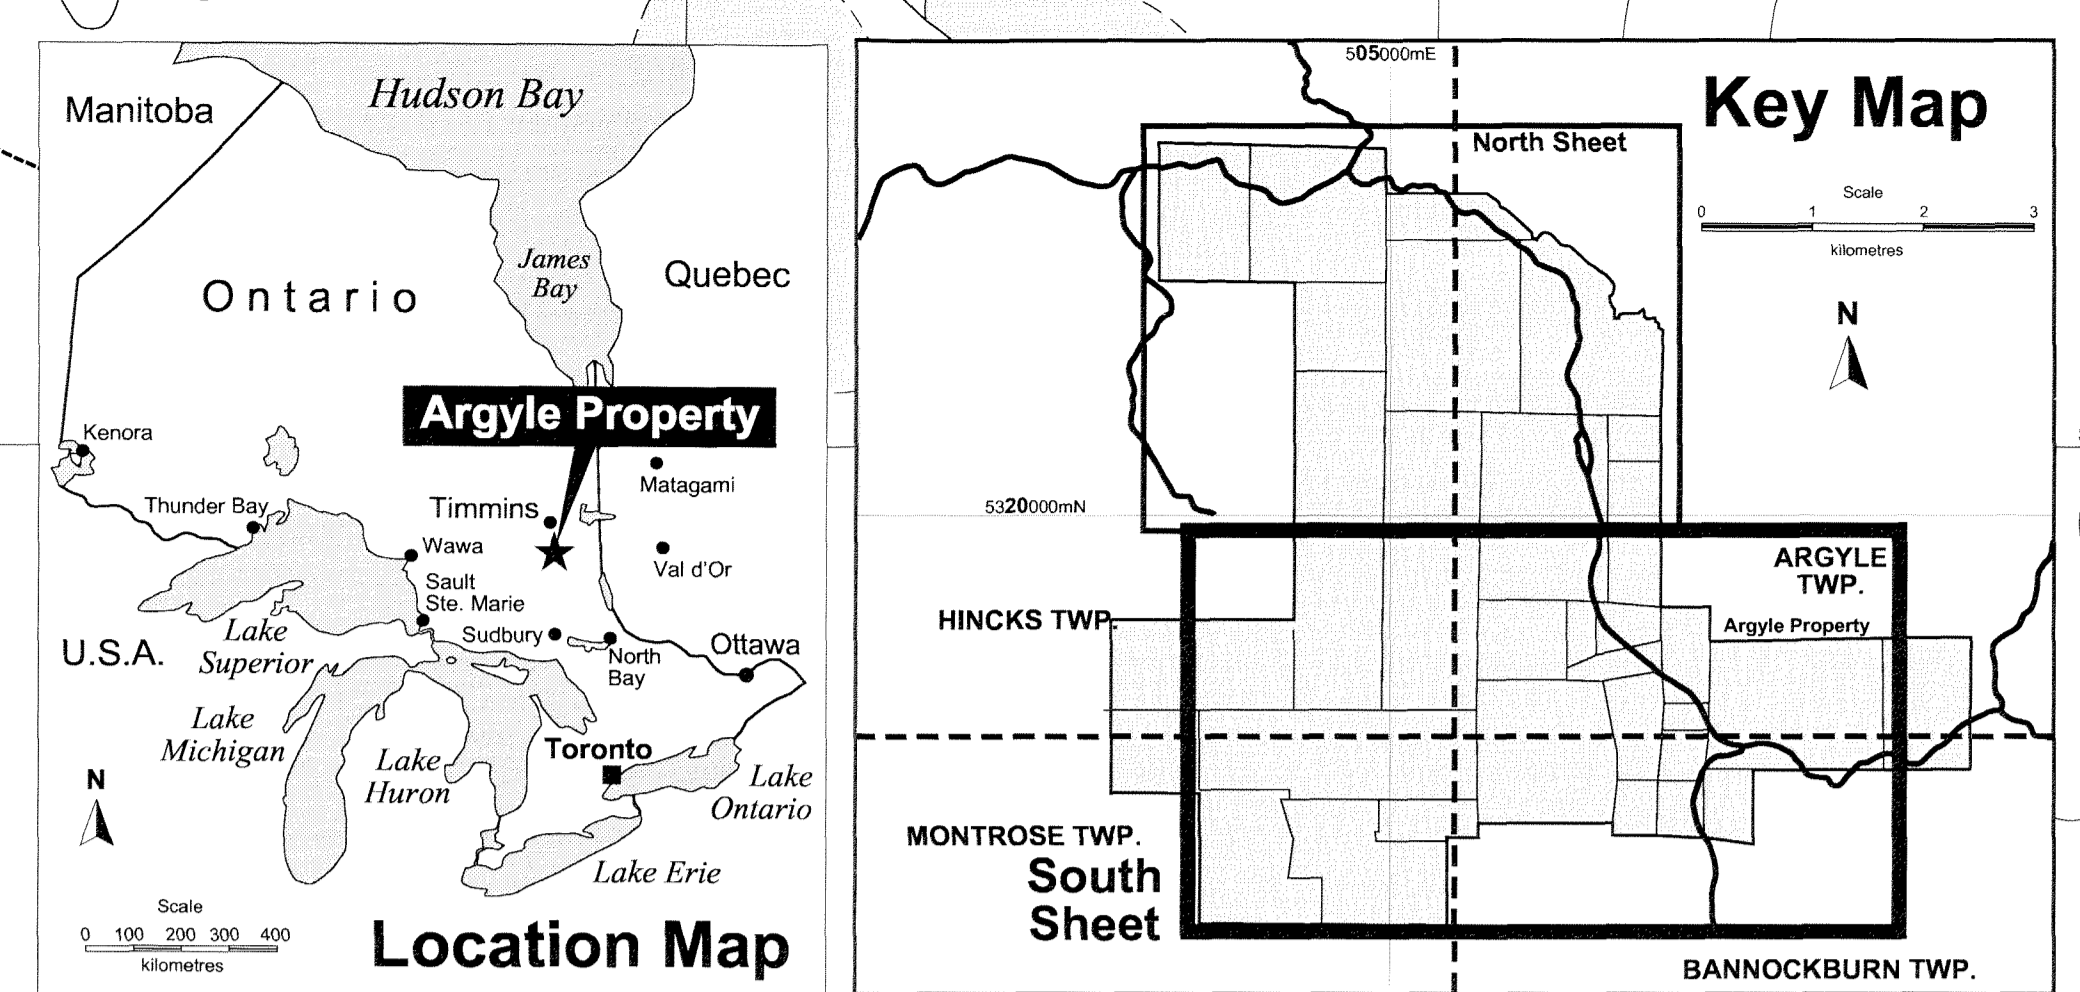 Manitoba
Hudson Bay
James
Bay
Quebec
Ontario
Argyle Property
Kenora
Matagami
Thunder Bay
Timmins
Wawa
Val d'Or
Sault
Ste. Marie
Lake
Superior
Sudbury
North
Bay
Ottawa
U.S.A.
Lake
Michigan
Lake
Huron
Toronto
Lake
Ontario
Lake Erie
N
Scale
0 100 200 300 400
kilometres
Location Map
505000mE
Key Map
North Sheet
Scale
0 1 2 3
kilometres
N
5320000mN
ARGYLE
TWP.
HINCKS TWP.
Argyle Property
MONTROSE TWP.
South
Sheet
BANNOCKBURN TWP.